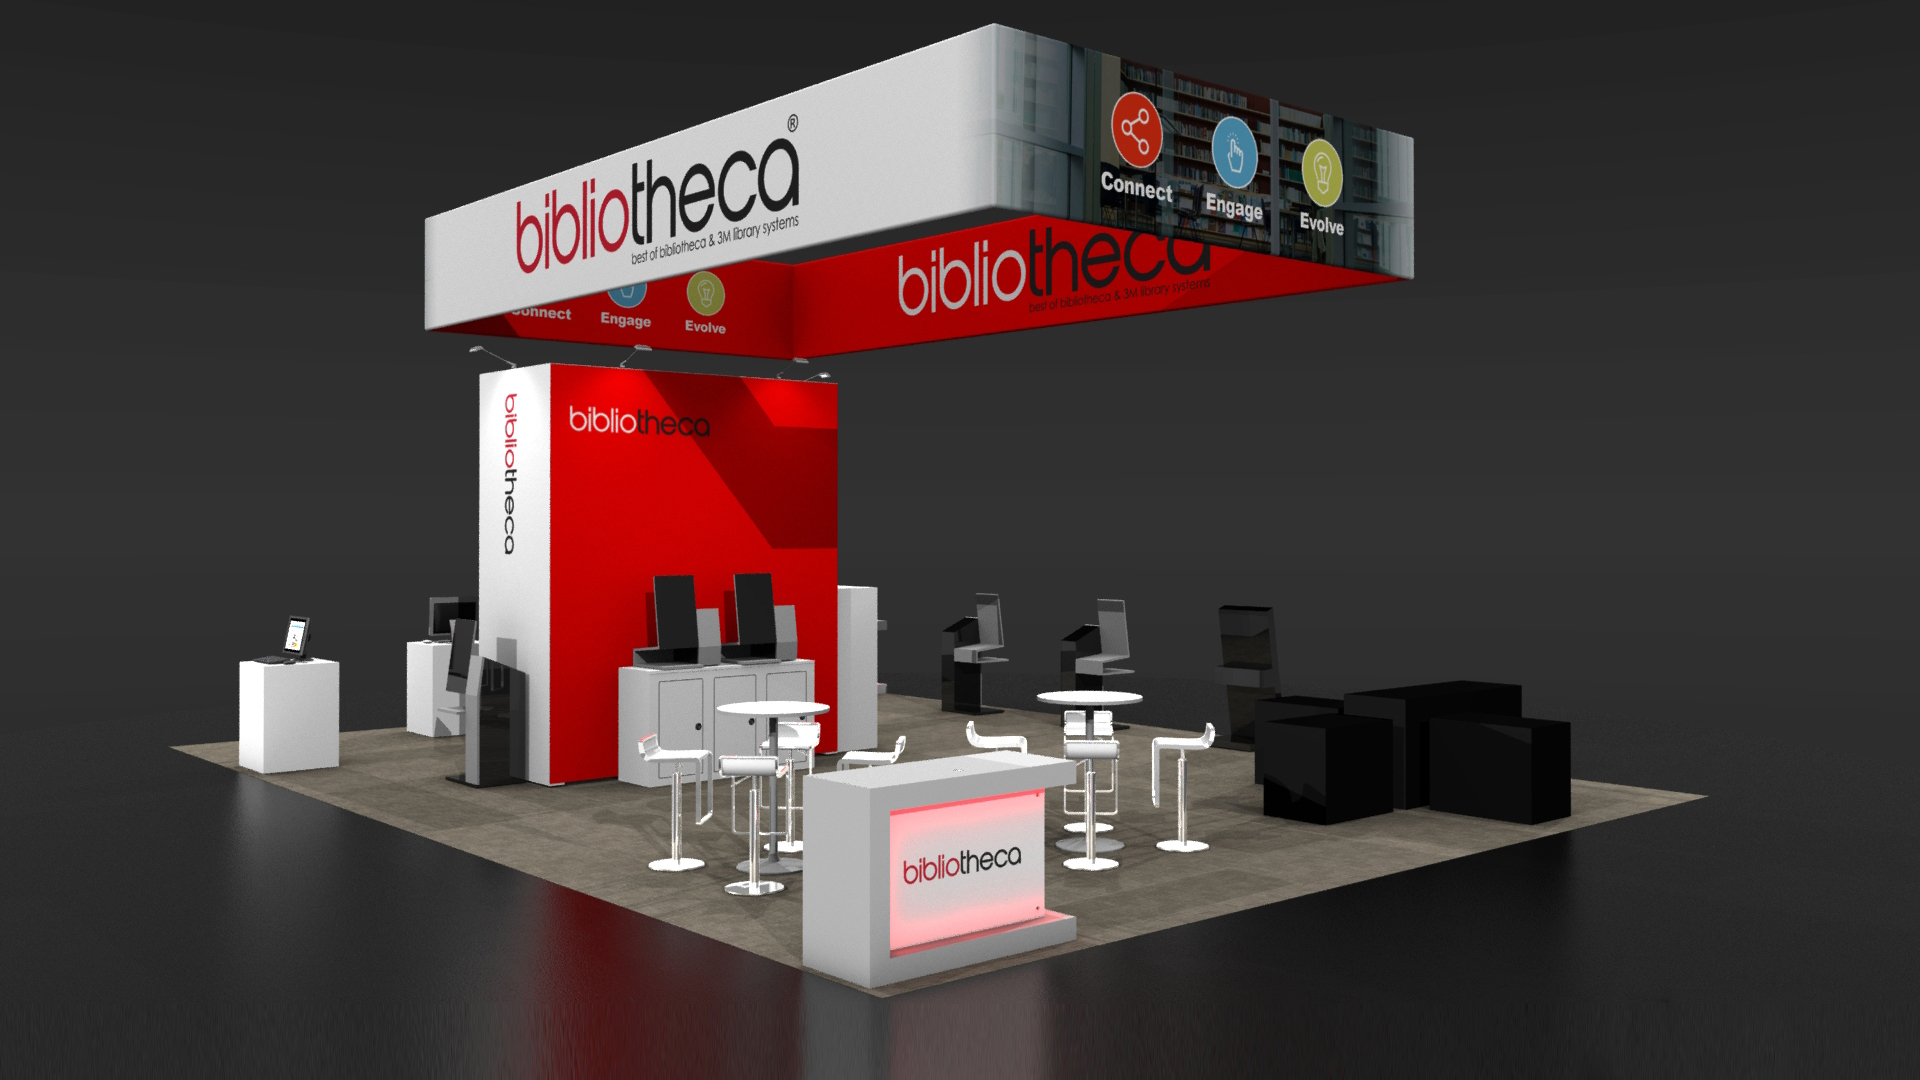 bibliotheca®
best of bibliotheca & 3M library systems
Connect
Engage
Evolve
bibliotheca
best of bibliotheca & 3M library systems
Connect
Engage
Evolve
bibliotheca
bibliotheca
bibliotheca